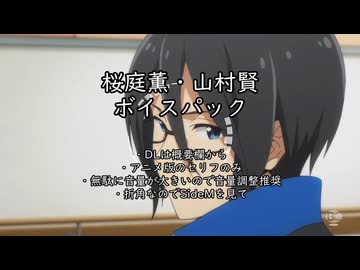 桜庭薫・山村賢
ボイスパック
・DLは概要欄から
・アニメ版のセリフのみ
・無駄に音量が大きいので音量調整推奨
・折角なのでSideMを見て